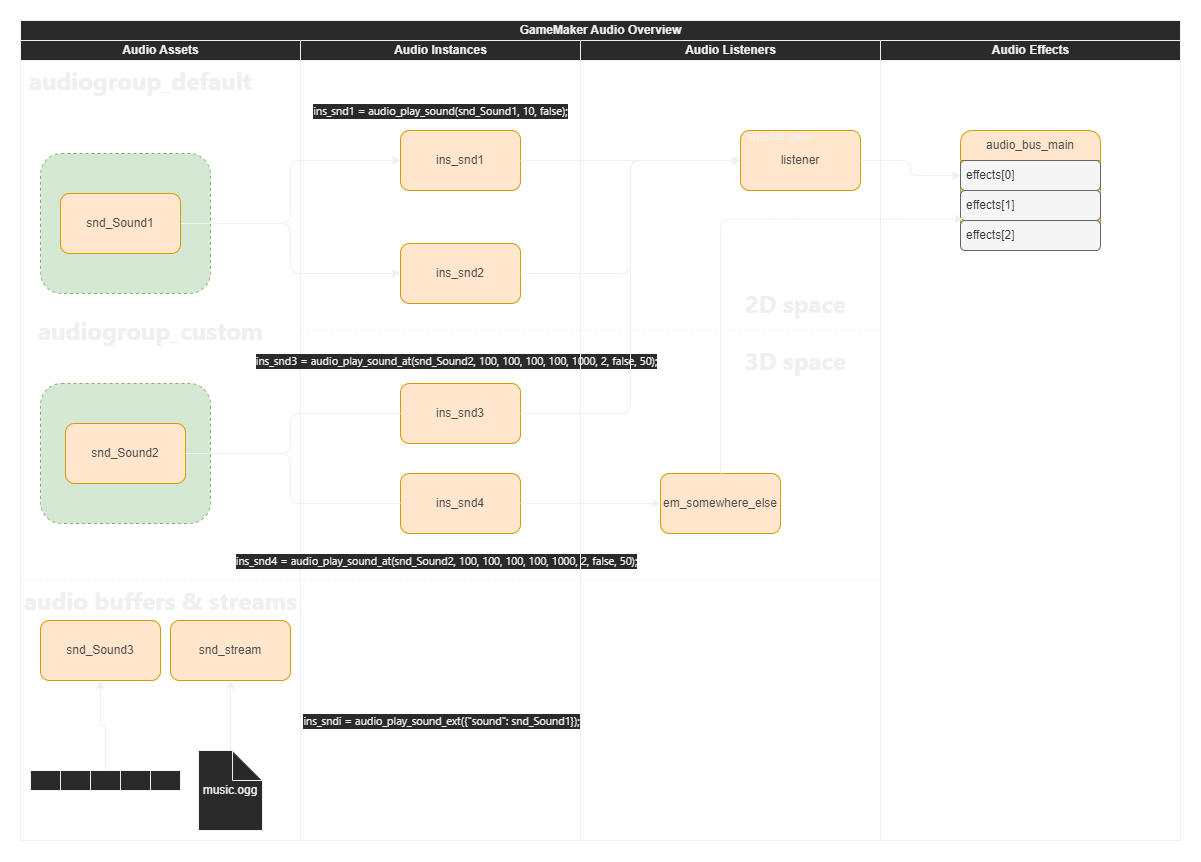 GameMaker Audio Overview
Audio Assets
Audio Instances
Audio Listeners
Audio Effects
audiogroup_default
ins_snd1 = audio_play_sound(snd_Sound1, 10, false);
ins_snd1
listener
audio_bus_main
effects[0]
effects[1]
effects[2]
snd_Sound1
ins_snd2
2D space
audiogroup_custom
3D space
ins_snd3 = audio_play_sound_at(snd_Sound2, 100, 100, 100, 100, 1000, 2, false, 50);
ins_snd3
snd_Sound2
ins_snd4
em_somewhere_else
ins_snd4 = audio_play_sound_at(snd_Sound2, 100, 100, 100, 100, 1000, 2, false, 50);
audio buffers & streams
snd_Sound3
snd_stream
ins_sndi = audio_play_sound_ext({"sound": snd_Sound1});
music.ogg